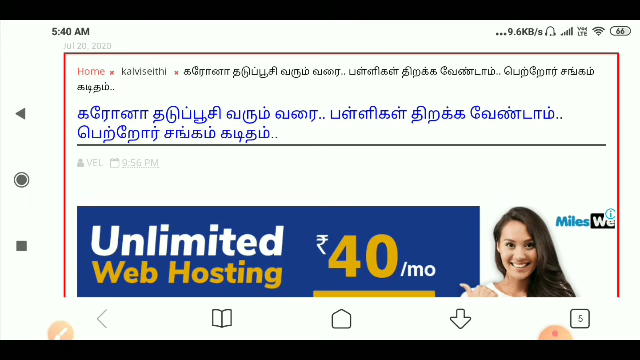 5:40 AM ...9.6KB/s VoI LTE 66
Jul 20, 2020
Home × kalviseithi × கரோனா தடுப்பூசி வரும் வரை.. பள்ளிகள் திறக்க வேண்டாம்.. பெற்றோர் சங்கம்
கடிதம்..
கரோனா தடுப்பூசி வரும் வரை.. பள்ளிகள் திறக்க வேண்டாம்..
பெற்றோர் சங்கம் கடிதம்..
VEL 9:56 PM
Unlimited
Web Hosting
₹40/mo
MilesWe
5